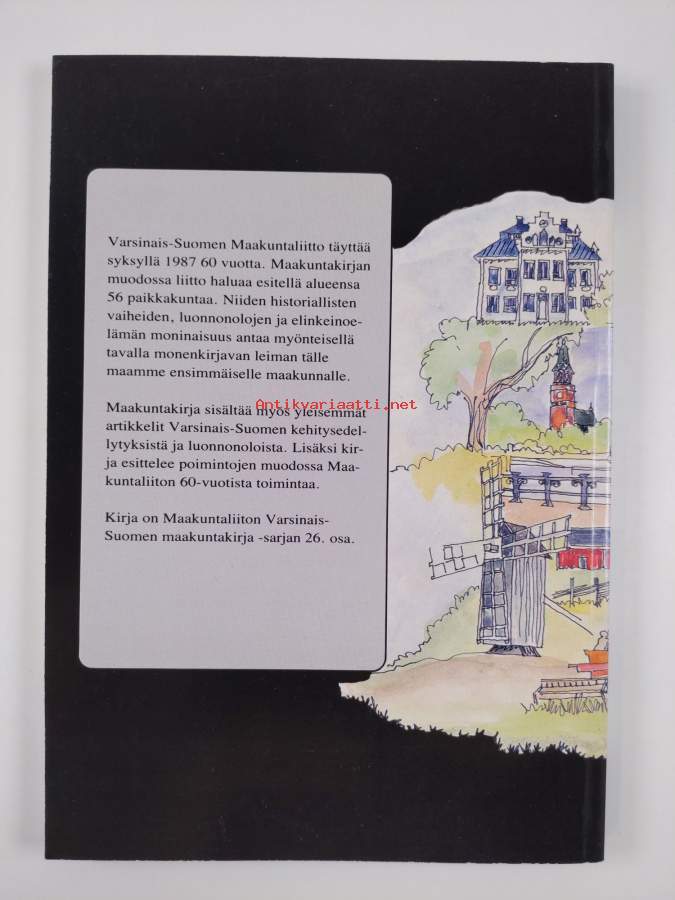 Varsinais-Suomen Maakuntaliitto täyttää
syksyllä 1987 60 vuotta. Maakuntakirjan
muodossa liitto haluaa esitellä alueensa
56 paikkakuntaa. Niiden historiallisten
vaiheiden, luonnonolojen ja elinkeinoe-
lämän moninaisuus antaa myönteisellä
tavalla monenkirjavan leiman tälle
maamme ensimmäiselle maakunnalle.
Antikvariaatti.net
Maakuntakirja sisältää myös yleisemmät
artikkelit Varsinais-Suomen kehitysedel-
lytyksistä ja luonnonoloista. Lisäksi kir-
ja esittelee poimintojen muodossa Maa-
kuntaliiton 60-vuotista toimintaa.
Kirja on Maakuntaliiton Varsinais-
Suomen maakuntakirja -sarjan 26. osa.